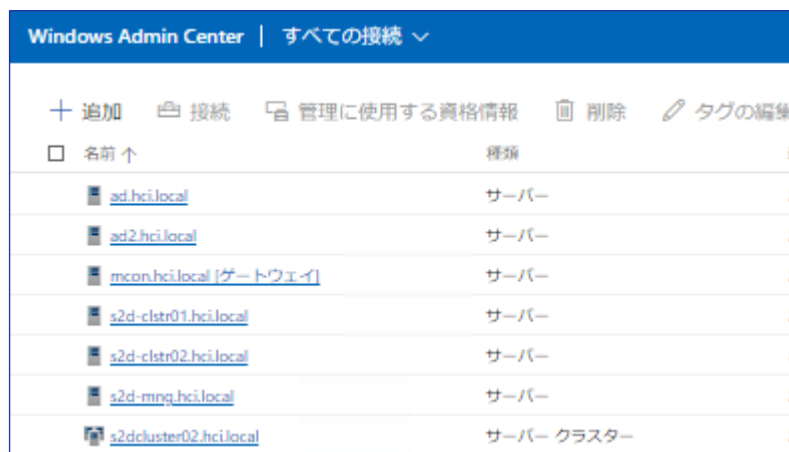 Windows Admin Center | すべての接続
追加 接続 管理に使用する資格情報 削除 タグの編集
名前 種類
ad.hci.local サーバー
ad2.hci.local サーバー
mcon.hci.local [ゲートウェイ] サーバー
s2d-clstr01.hci.local サーバー
s2d-clstr02.hci.local サーバー
s2d-mng.hci.local サーバー
s2dcluster02.hci.local サーバー クラスター